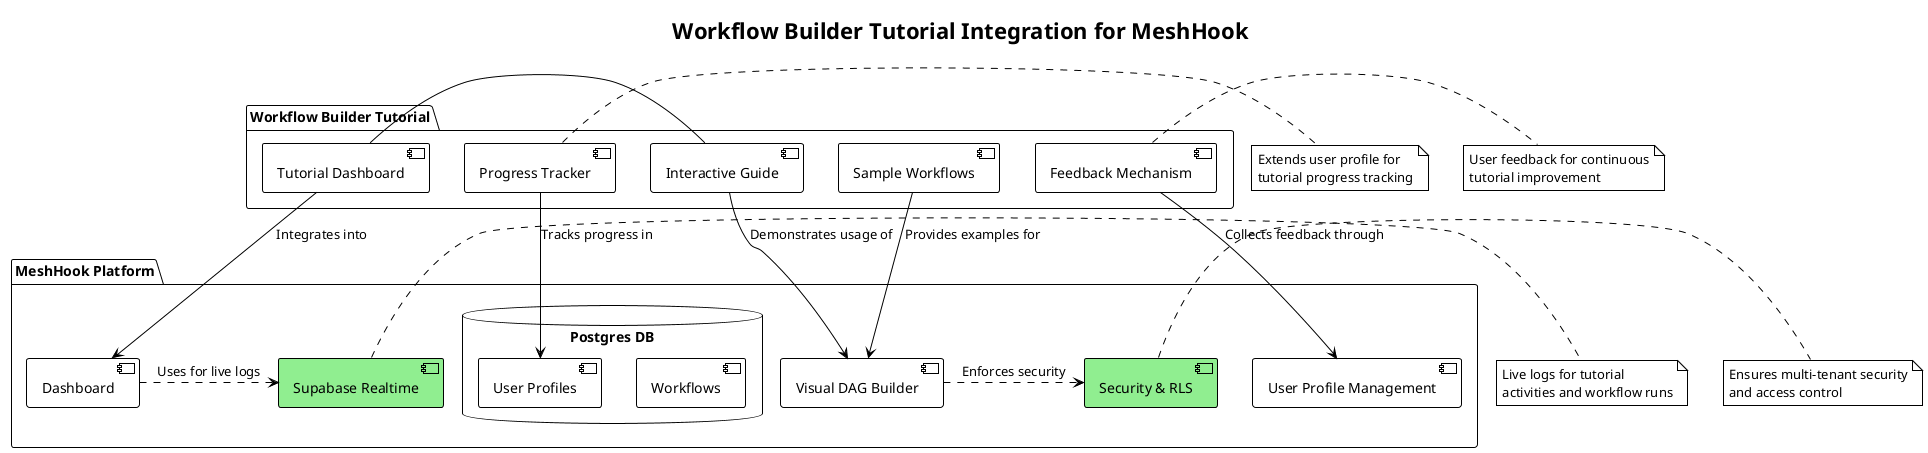 Workflow Builder Tutorial Integration for MeshHook
Workflow Builder Tutorial
Tutorial Dashboard
Progress Tracker
Interactive Guide
Sample Workflows
Feedback Mechanism
Extends user profile for
tutorial progress tracking
User feedback for continuous
tutorial improvement
Integrates into
Tracks progress in
Demonstrates usage of
Provides examples for
Collects feedback through
MeshHook Platform
Postgres DB
Dashboard
Uses for live logs
Supabase Realtime
User Profiles
Workflows
Visual DAG Builder
Enforces security
Security & RLS
User Profile Management
Live logs for tutorial
activities and workflow runs
Ensures multi-tenant security
and access control